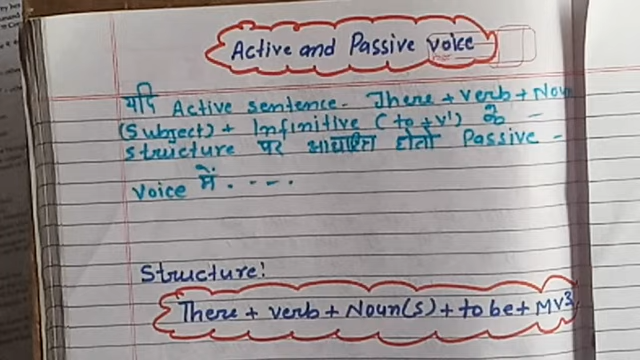 Active and Passive voice
यदि Active sentence- There + verb + Noun
(Subject) + Infinitive (to + v¹) के -
structure पर आधारित हो तो Passive -
voice में . - - - .
Structure!
There + verb + Noun(s) + to be + Mv³